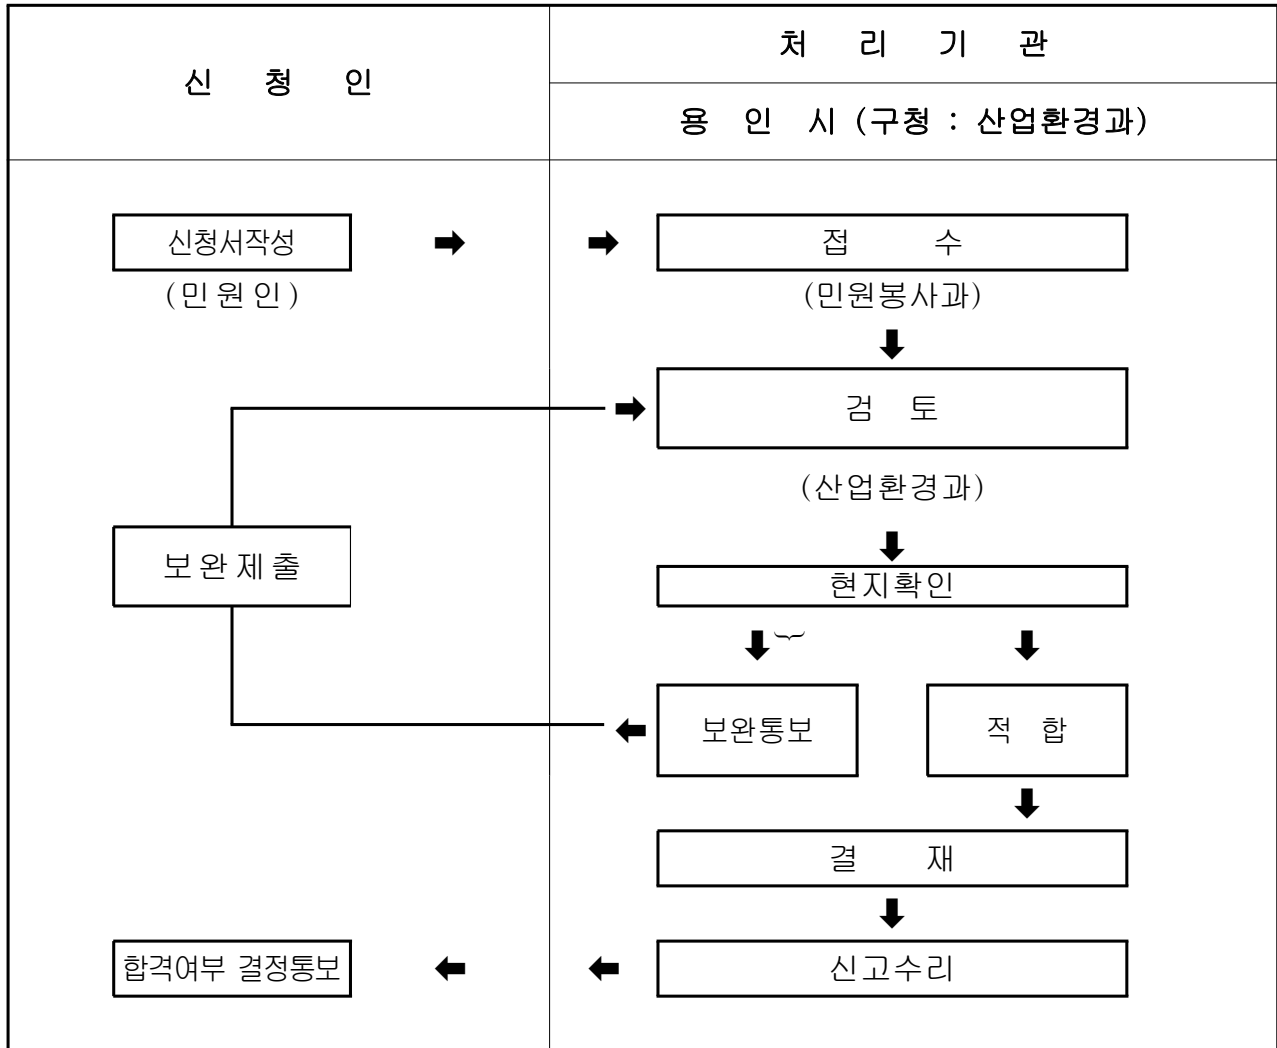 처 리 기 관
신 청 인
용 인 시 (구청 : 산업환경과)
신청서작성
접 수
(민원인)
(민원봉사과)
검 토
(산업환경과)
보완제출
현지확인
보완통보
적 합
결 재
합격여부 결정통보
신고수리